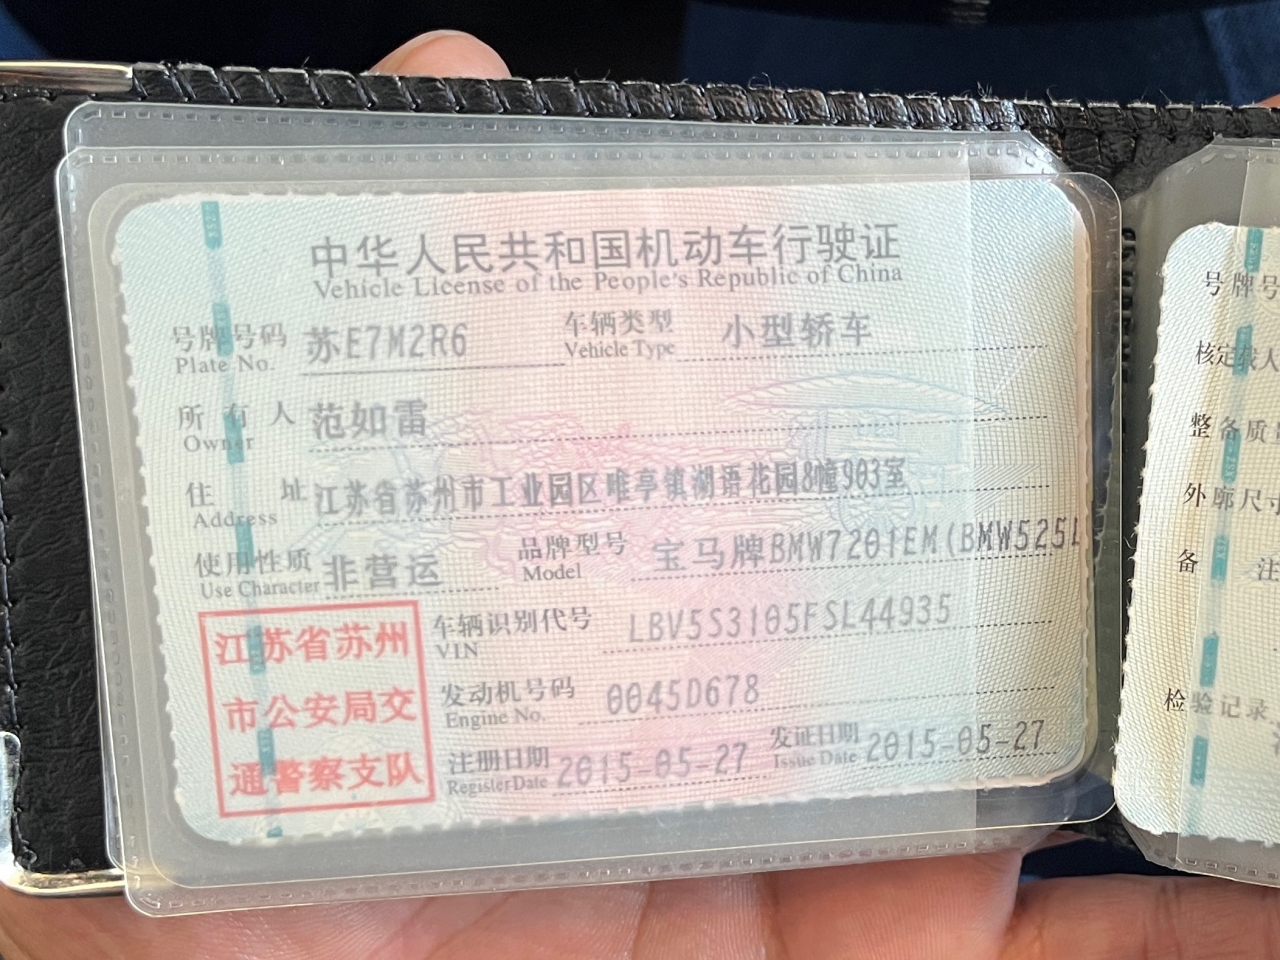 中华人民共和国机动车行驶证
Vehicle License of the People's Republic of China
号牌号码 苏E7M2R6 车辆类型 小型轿车
Plate No. Vehicle Type
所有人 范如雷
Owner
住址 江苏省苏州市工业园区唯亭镇湖语花园8幢903室
Address
使用性质 非营运 品牌型号 宝马牌BMW7201EM(BMW525L
Use Character Model
车辆识别代号 LBV5S3105FSL44935
VIN
发动机号码 0045D678
Engine No.
注册日期 2015-05-27 发证日期 2015-05-27
Register Date Issue Date
江苏省苏州
市公安局交
通警察支队
号牌号
核定载人
整备质量
外廓尺寸
备 注
检验记录